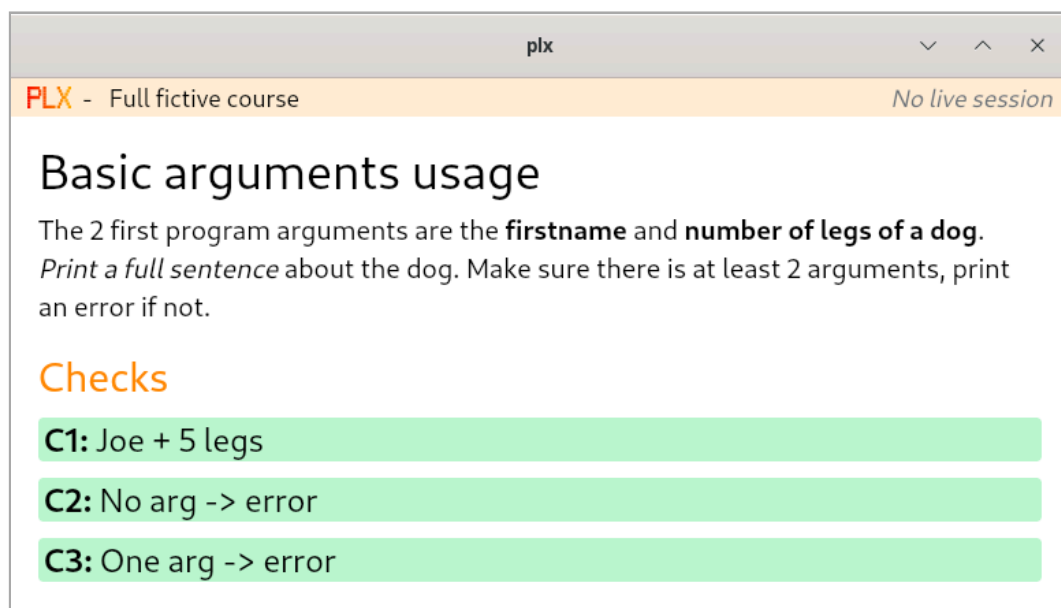 plx
PLX - Full fictive course No live session
Basic arguments usage
The 2 first program arguments are the firstname and number of legs of a dog.
Print a full sentence about the dog. Make sure there is at least 2 arguments, print
an error if not.
Checks
C1: Joe + 5 legs
C2: No arg -> error
C3: One arg -> error